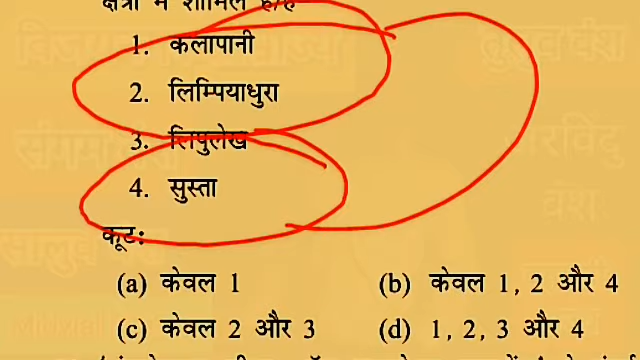 क्षेत्रों में शामिल है/हैं
1. कलापानी
2. लिम्पियाधुरा
3. लिपुलेख
4. सुस्ता
कूटः
(a) केवल 1 (b) केवल 1, 2 और 4
(c) केवल 2 और 3 (d) 1, 2, 3 और 4